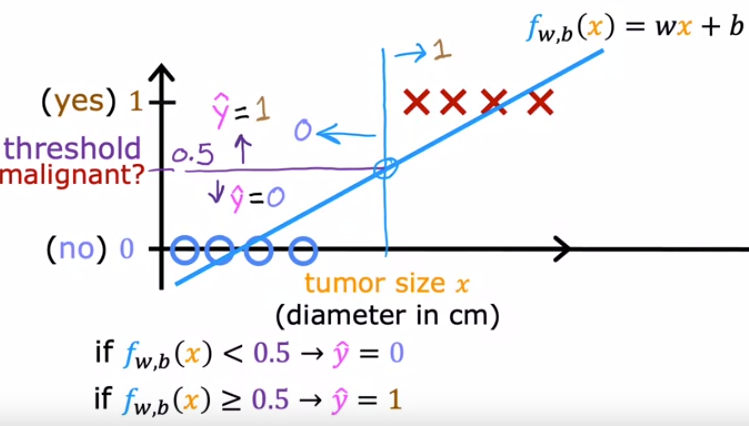 f_{w,b}(x) = wx + b
→ 1
(yes) 1
ŷ = 1
0 ←
threshold 0.5 ↑
malignant?
↓ ŷ = 0
(no) 0
tumor size x
(diameter in cm)
if f_{w,b}(x) < 0.5 → ŷ = 0
if f_{w,b}(x) ≥ 0.5 → ŷ = 1